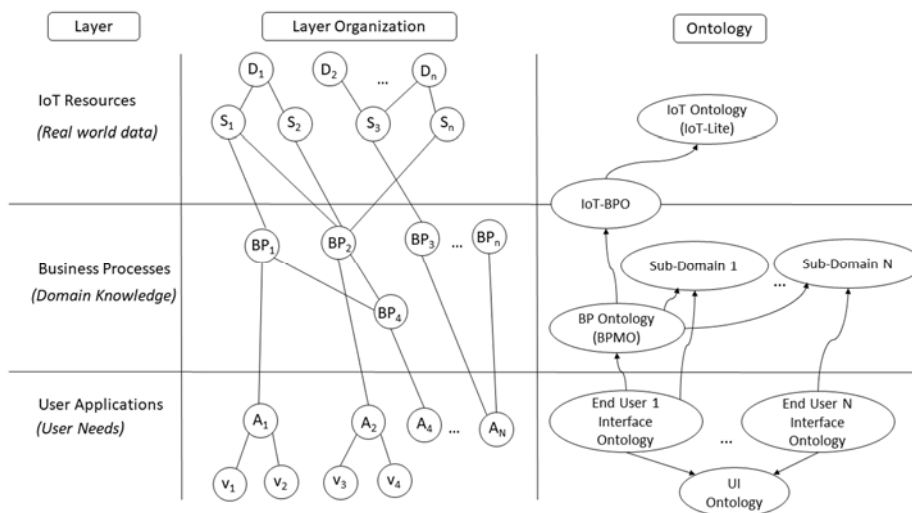 Layer
Layer Organization
Ontology
IoT Resources
(Real world data)
D₁
D₂
...
Dₙ
S₁
S₂
S₃
Sₙ
IoT Ontology
(IoT-Lite)
IoT-BPO
Business Processes
(Domain Knowledge)
BP₁
BP₂
BP₃
...
BPₙ
BP₄
Sub-Domain 1
...
Sub-Domain N
BP Ontology
(BPMO)
User Applications
(User Needs)
A₁
A₂
A₄
...
A_N
V₁
V₂
V₃
V₄
End User 1
Interface
Ontology
...
End User N
Interface
Ontology
UI
Ontology